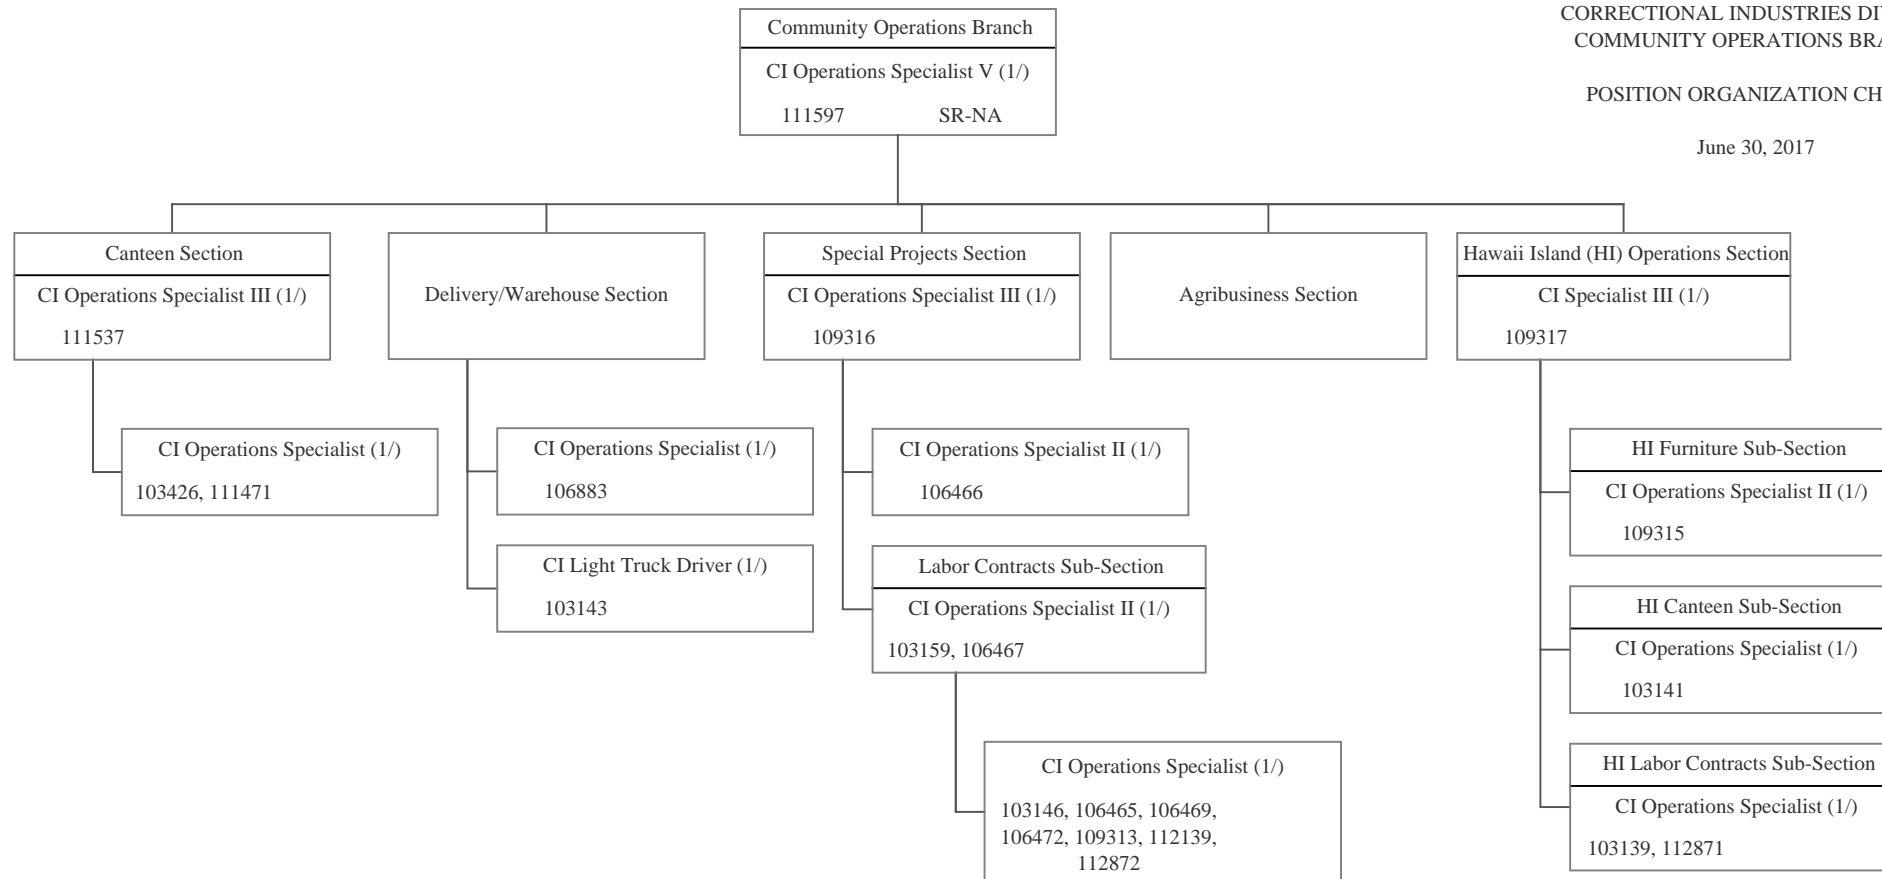 CORRECTIONAL INDUSTRIES DI
COMMUNITY OPERATIONS BRA
POSITION ORGANIZATION CH
June 30, 2017
Community Operations Branch
CI Operations Specialist V (1/)
111597 SR-NA
Canteen Section
CI Operations Specialist III (1/)
111537
CI Operations Specialist (1/)
103426, 111471
Delivery/Warehouse Section
CI Operations Specialist (1/)
106883
CI Light Truck Driver (1/)
103143
Special Projects Section
CI Operations Specialist III (1/)
109316
CI Operations Specialist II (1/)
106466
Labor Contracts Sub-Section
CI Operations Specialist II (1/)
103159, 106467
CI Operations Specialist (1/)
103146, 106465, 106469,
106472, 109313, 112139,
112872
Agribusiness Section
Hawaii Island (HI) Operations Section
CI Specialist III (1/)
109317
HI Furniture Sub-Section
CI Operations Specialist II (1/)
109315
HI Canteen Sub-Section
CI Operations Specialist (1/)
103141
HI Labor Contracts Sub-Section
CI Operations Specialist (1/)
103139, 112871